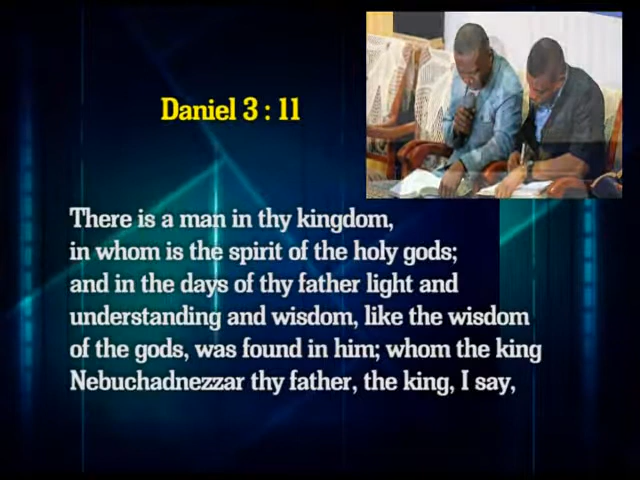 Daniel 3 : 11
There is a man in thy kingdom,
in whom is the spirit of the holy gods;
and in the days of thy father light and
understanding and wisdom, like the wisdom
of the gods, was found in him; whom the king
Nebuchadnezzar thy father, the king, I say,